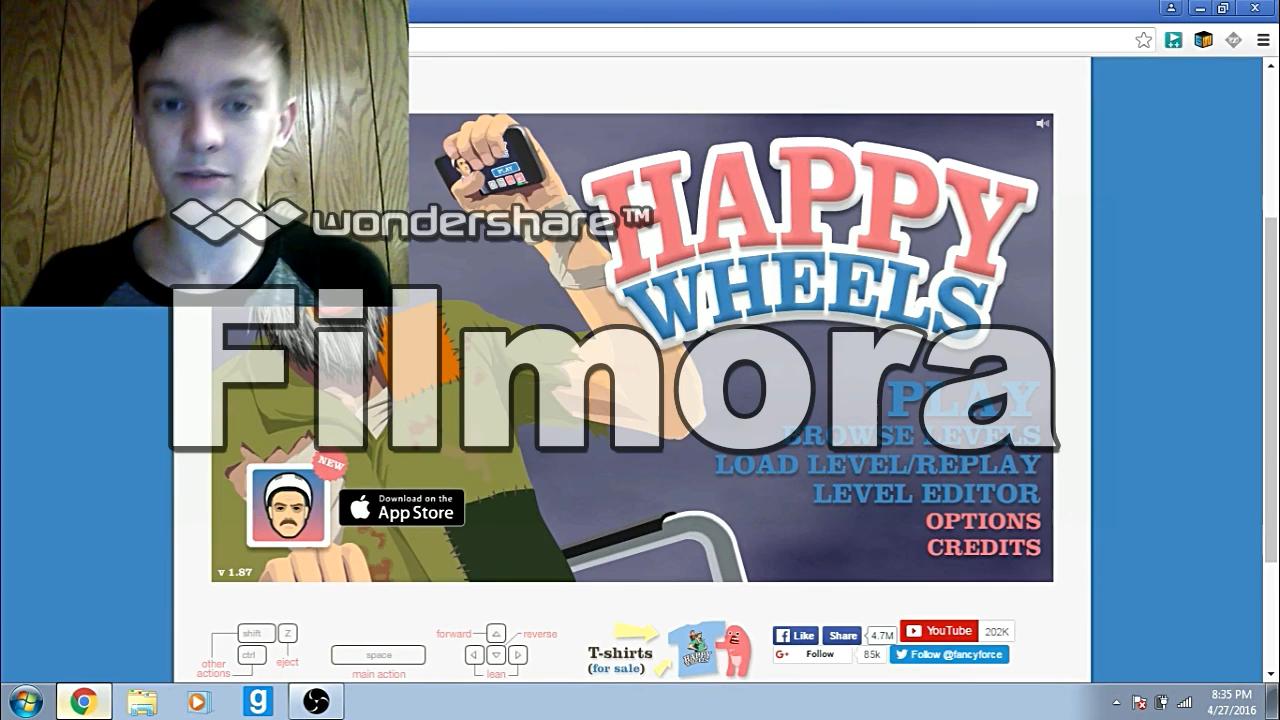 wondershare™
HAPPY
WHEELS
PLAY
Filmora
PLAY
BROWSE LEVELS
LOAD LEVEL/REPLAY
LEVEL EDITOR
OPTIONS
CREDITS
NEW
Download on the
App Store
v 1.87
shift
Z
ctrl
eject
other
actions
space
main action
forward
reverse
lean
T-shirts
(for sale)
Like
Share
4.7M
YouTube
202K
G+ Follow
85k
Follow @fancyforce
8:35 PM
4/27/2016